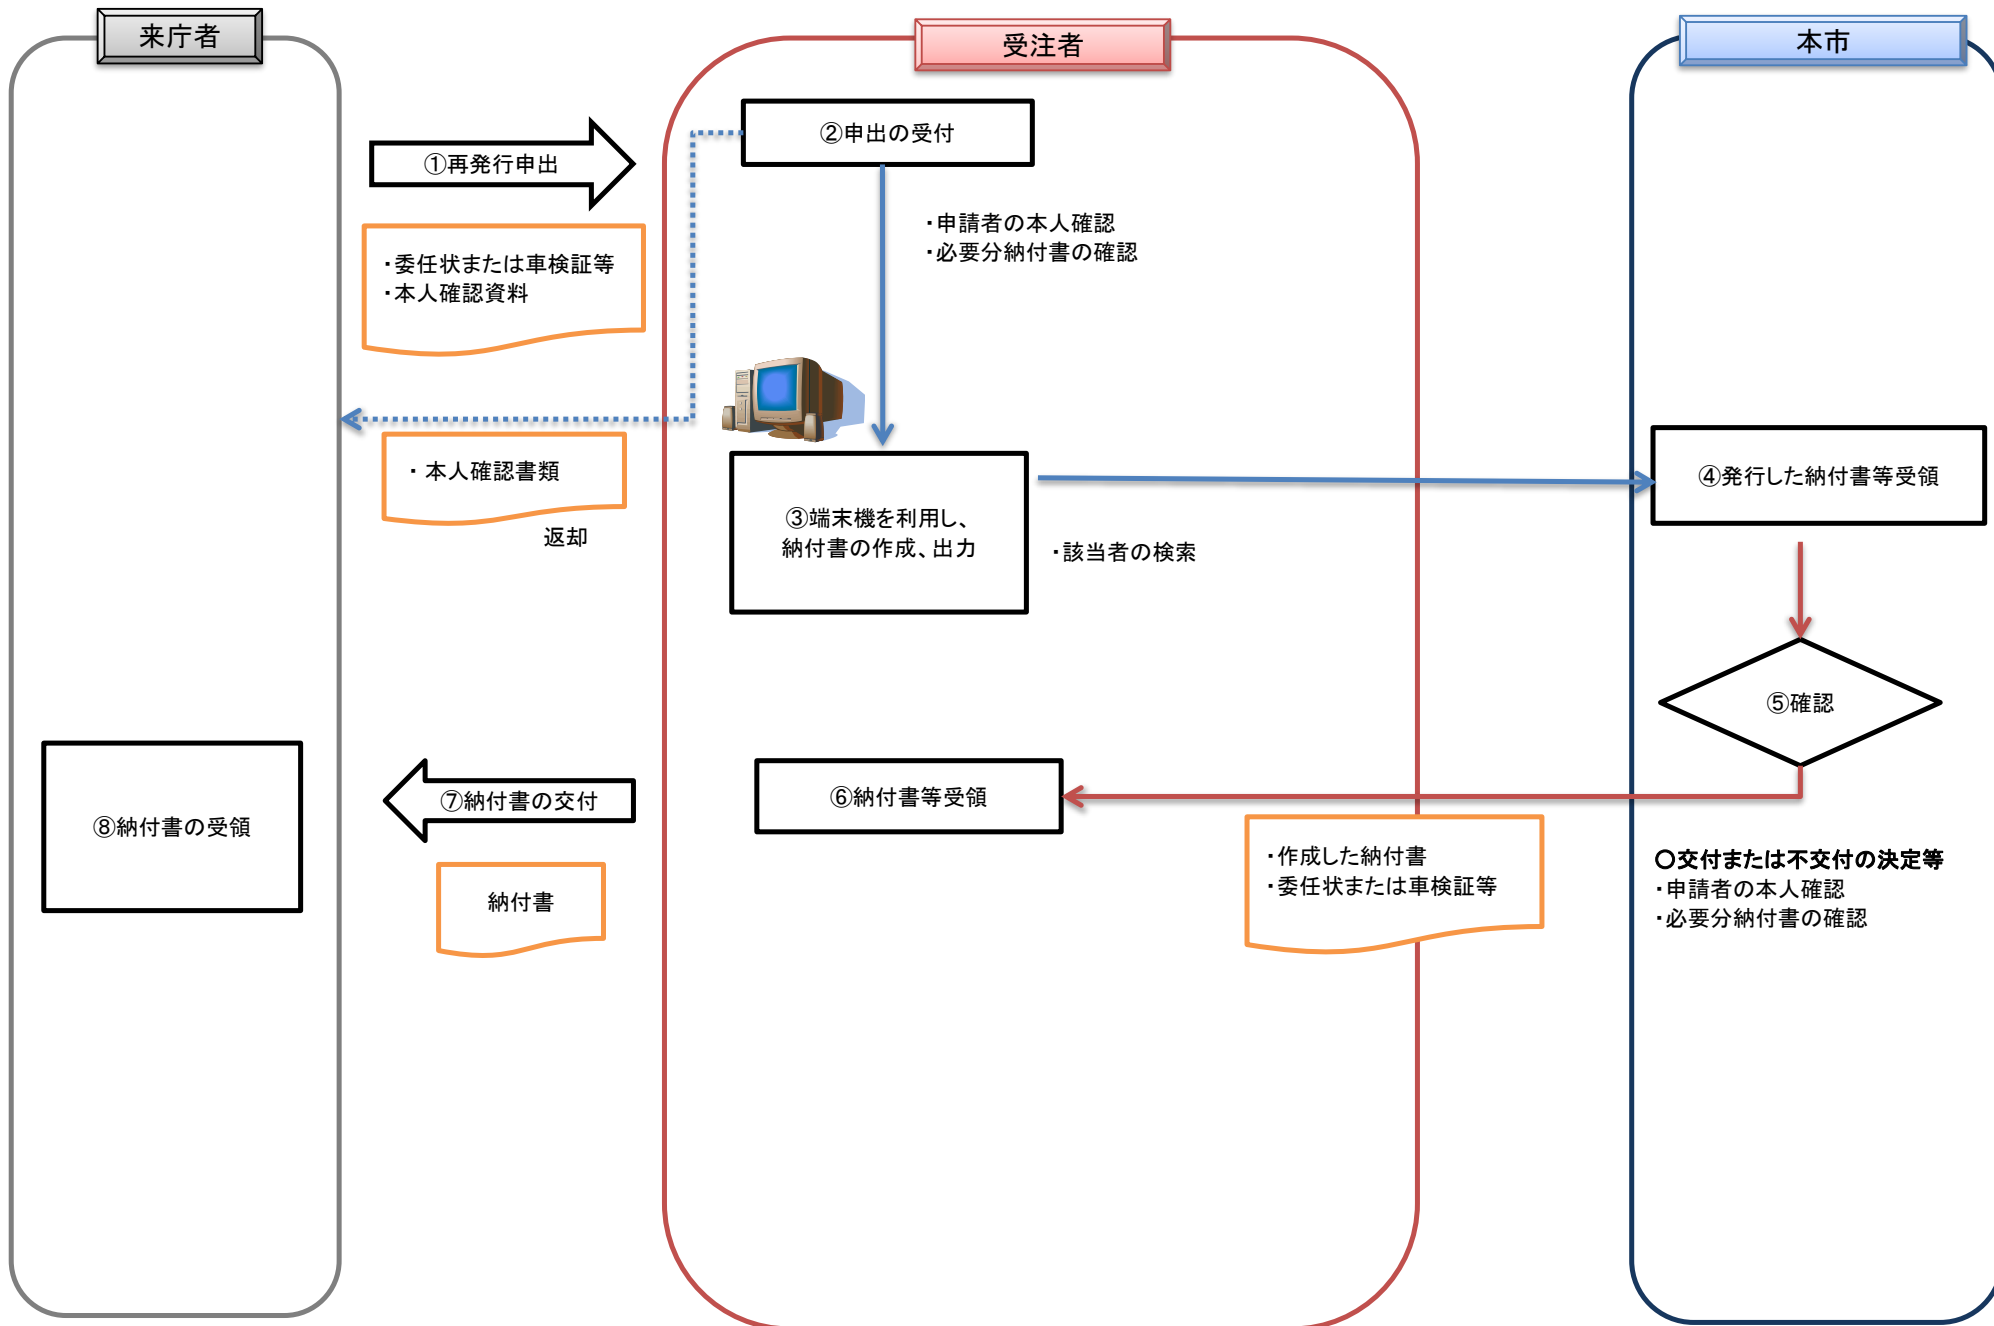 来庁者
受注者
本市
①再発行申出
②申出の受付
・申請者の本人確認
・必要分納付書の確認
・委任状または車検証等
・本人確認資料
・本人確認書類
返却
③端末機を利用し、
納付書の作成、出力
・該当者の検索
④発行した納付書等受領
⑤確認
⑥納付書等受領
⑦納付書の交付
⑧納付書の受領
納付書
・作成した納付書
・委任状または車検証等
〇交付または不交付の決定等
・申請者の本人確認
・必要分納付書の確認